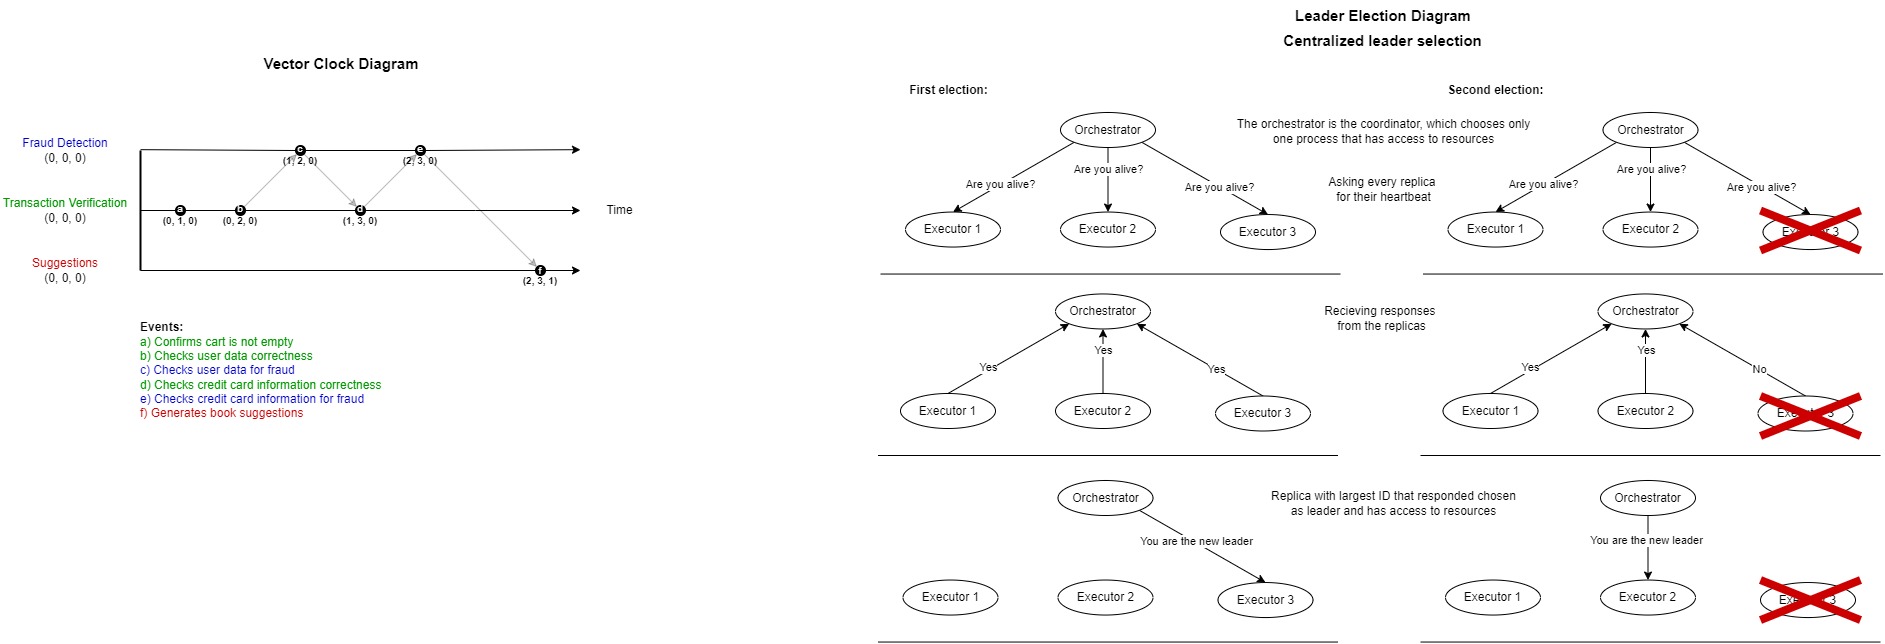 Vector Clock Diagram
Fraud Detection
(0, 0, 0)
c
(1, 2, 0)
e
(2, 3, 0)
Transaction Verification
(0, 0, 0)
a
(0, 1, 0)
b
(0, 2, 0)
d
(1, 3, 0)
Time
Suggestions
(0, 0, 0)
f
(2, 3, 1)
Events:
a) Confirms cart is not empty
b) Checks user data correctness
c) Checks user data for fraud
d) Checks credit card information correctness
e) Checks credit card information for fraud
f) Generates book suggestions
Leader Election Diagram
Centralized leader selection
First election:
Second election:
Orchestrator
The orchestrator is the coordinator, which chooses only
one process that has access to resources
Orchestrator
Are you alive?
Are you alive?
Are you alive?
Asking every replica
for their heartbeat
Are you alive?
Are you alive?
Are you alive?
Executor 1
Executor 2
Executor 3
Executor 1
Executor 2
Executor 3
Orchestrator
Recieving responses
from the replicas
Orchestrator
Yes
Yes
Yes
Yes
Yes
No
Executor 1
Executor 2
Executor 3
Executor 1
Executor 2
Executor 3
Orchestrator
Replica with largest ID that responded chosen
as leader and has access to resources
Orchestrator
You are the new leader
You are the new leader
Executor 1
Executor 2
Executor 3
Executor 1
Executor 2
Executor 3